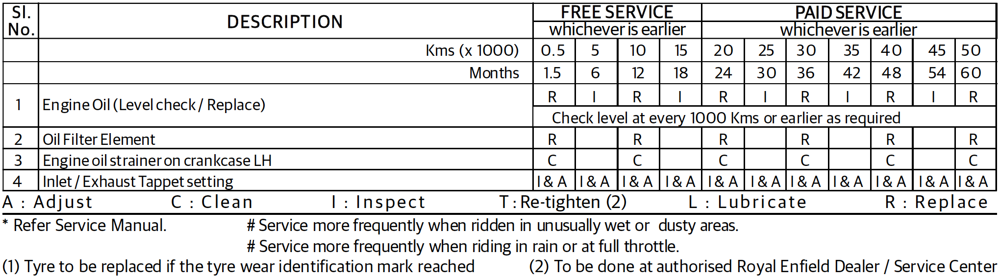 Sl. No. DESCRIPTION FREE SERVICE PAID SERVICE
whichever is earlier whichever is earlier
Kms (x 1000) 0.5 5 10 15 20 25 30 35 40 45 50
Months 1.5 6 12 18 24 30 36 42 48 54 60
1 Engine Oil (Level check / Replace) R I R I R I R I R I R
Check level at every 1000 Kms or earlier as required
2 Oil Filter Element R R R R R R
3 Engine oil strainer on crankcase LH C C C C C C
4 Inlet / Exhaust Tappet setting I & A I & A I & A I & A I & A I & A I & A I & A I & A I & A I & A
A : Adjust C : Clean I : Inspect T : Re-tighten (2) L : Lubricate R : Replace
* Refer Service Manual. # Service more frequently when ridden in unusually wet or dusty areas.
# Service more frequently when riding in rain or at full throttle.
(1) Tyre to be replaced if the tyre wear identification mark reached (2) To be done at authorised Royal Enfield Dealer / Service Center